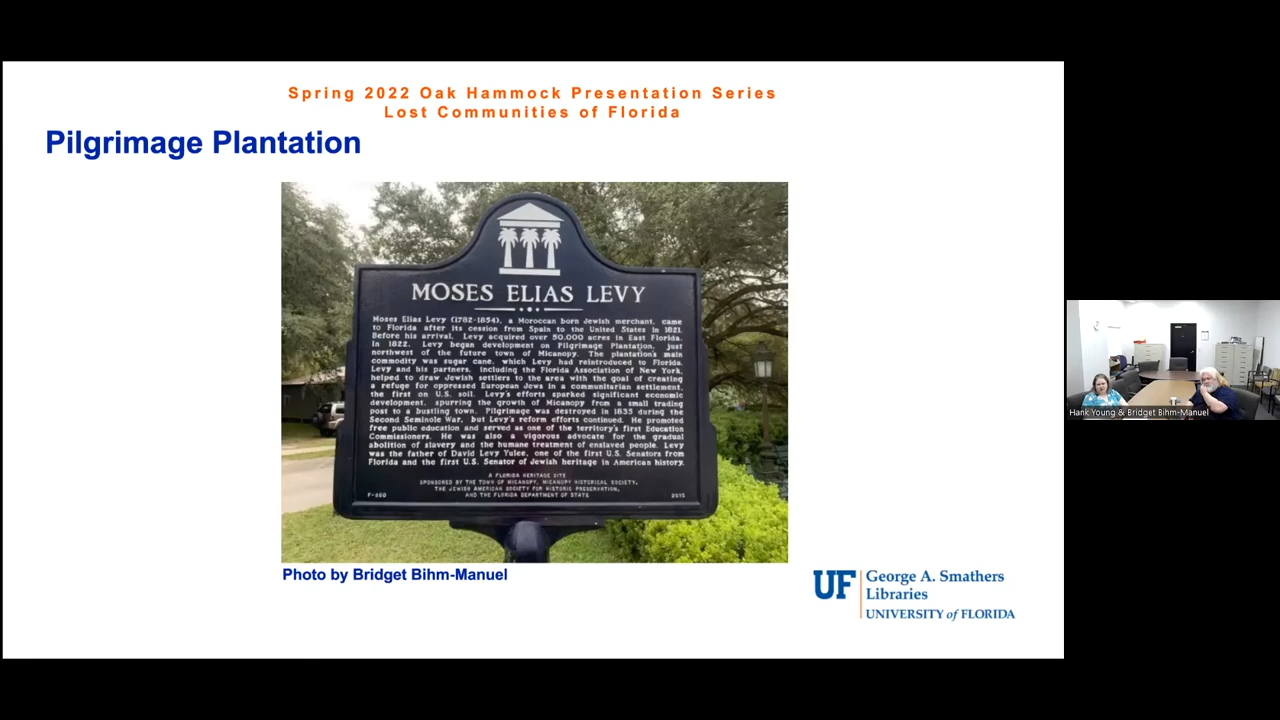 Spring 2022 Oak Hammock Presentation Series
Lost Communities of Florida
Pilgrimage Plantation
MOSES ELIAS LEVY
Moses Elias Levy (1782-1854), a Moroccan born Jewish merchant, came
to Florida after its cession from Spain to the United States in 1821.
Before his arrival, Levy acquired over 50,000 acres in East Florida.
In 1822, Levy began development on Pilgrimage Plantation, just
northwest of the future town of Micanopy. The plantation's main
commodity was sugar cane, which Levy had reintroduced to Florida.
Levy and his partners, including the Florida Association of New York,
helped to draw Jewish settlers to the area with the goal of creating
a refuge for oppressed European Jews in a communitarian settlement,
the first on U.S. soil. Levy's efforts sparked significant economic
development, spurring the growth of Micanopy from a small trading
post to a bustling town. Pilgrimage was destroyed in 1835 during the
Second Seminole War, but Levy's reform efforts continued. He promoted
free public education and served as one of the territory's first Education
Commissioners. He was also a vigorous advocate for the gradual
abolition of slavery and the humane treatment of enslaved people. Levy
was the father of David Levy Yulee, one of the first U.S. Senators from
Florida and the first U.S. Senator of Jewish heritage in American history.
A FLORIDA HERITAGE SITE
SPONSORED BY THE TOWN OF MICANOPY, MICANOPY HISTORICAL SOCIETY,
THE JEWISH AMERICAN SOCIETY FOR HISTORIC PRESERVATION,
AND THE FLORIDA DEPARTMENT OF STATE
2015
Photo by Bridget Bihm-Manuel
UF George A. Smathers
Libraries
UNIVERSITY of FLORIDA
Hank Young & Bridget Bihm-Manuel